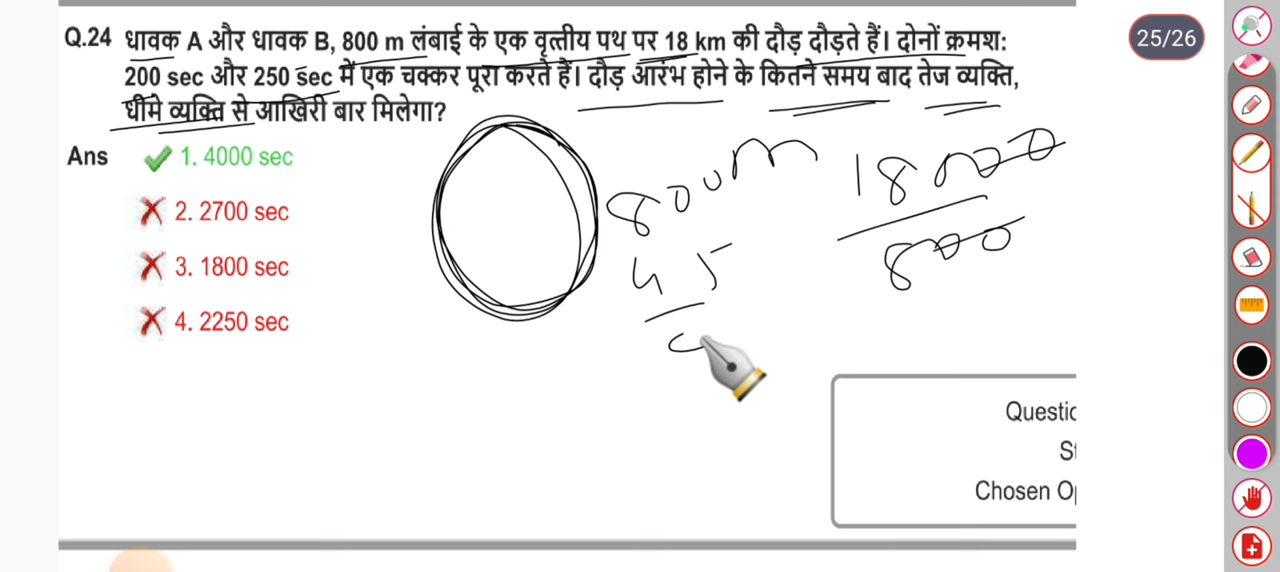 25/26
Q.24 धावक A और धावक B, 800 m लंबाई के एक वृत्तीय पथ पर 18 km की दौड़ दौड़ते हैं। दोनों क्रमश:
200 sec और 250 sec में एक चक्कर पूरा करते हैं। दौड़ आरंभ होने के कितने समय बाद तेज व्यक्ति,
धीमे व्यक्ति से आखिरी बार मिलेगा?
Ans 1. 4000 sec
2. 2700 sec
3. 1800 sec
4. 2250 sec
800m
18000
800
45
Questio
Chosen O